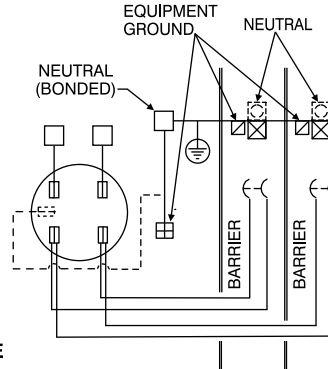 EQUIPMENT
GROUND
NEUTRAL
NEUTRAL
(BONDED)
BARRIER
BARRIER
E